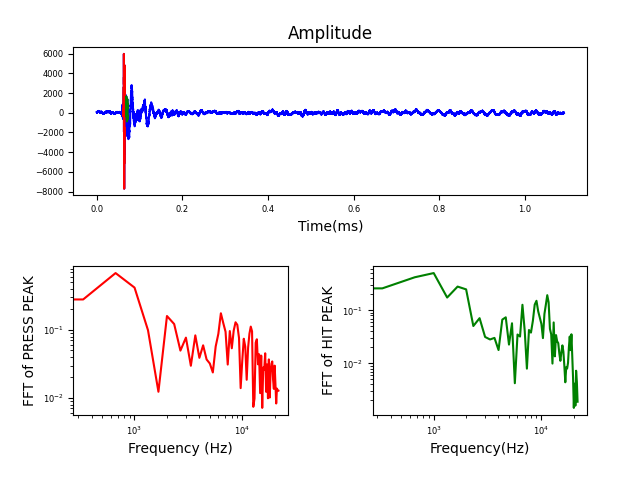 Amplitude
6000
4000
2000
0
−2000
−4000
−6000
−8000
0.0 0.2 0.4 0.6 0.8 1.0
Time(ms)
FFT of PRESS PEAK
10⁻¹
10⁻²
10³ 10⁴
Frequency (Hz)
FFT of HIT PEAK
10⁻¹
10⁻²
10³ 10⁴
Frequency(Hz)